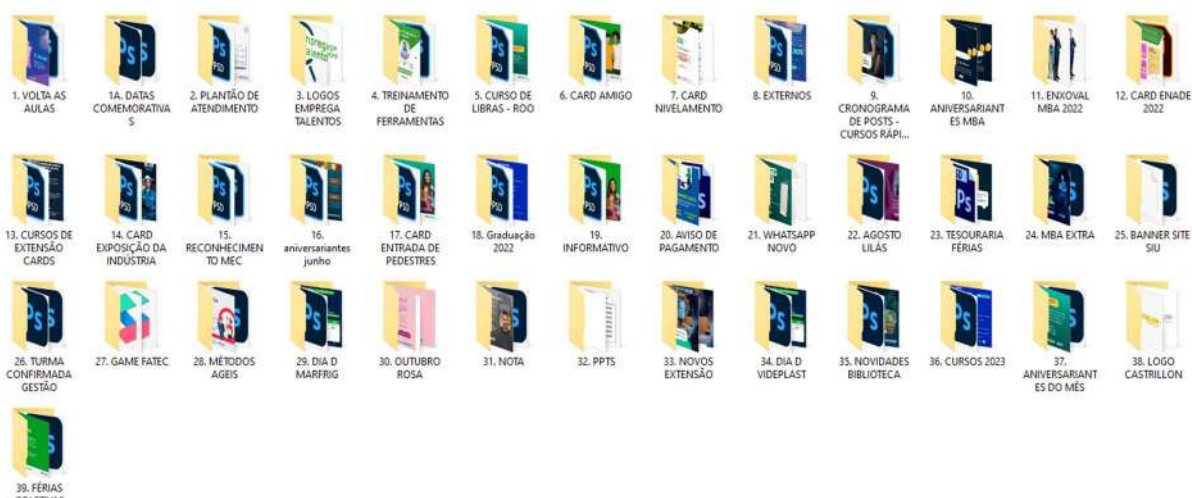 1. VOLTA AS
AULAS
1A. DATAS
COMEMORATIVA
S
2. PLANTÃO DE
ATENDIMENTO
3. LOGOS
EMPREGA
TALENTOS
4. TREINAMENTO
DE
FERRAMENTAS
5. CURSO DE
LIBRAS - ROO
6. CARD AMIGO
7. CARD
NIVELAMENTO
8. EXTERNOS
9.
CRONOGRAMA
DE POSTS -
CURSOS RÁPI...
10.
ANIVERSARIANT
ES MBA
11. ENXOVAL
MBA 2022
12. CARD ENADE
2022
13. CURSOS DE
EXTENSÃO
CARDS
14. CARD
EXPOSIÇÃO DA
INDÚSTRIA
15.
RECONHECIMEN
TO MEC
16.
aniversariantes
junho
17. CARD
ENTRADA DE
PEDESTRES
18. Graduação
2022
19.
INFORMATIVO
20. AVISO DE
PAGAMENTO
21. WHATSAPP
NOVO
22. AGOSTO
LILÁS
23. TESOURARIA
FÉRIAS
24. MBA EXTRA
25. BANNER SITE
SIU
26. TURMA
CONFIRMADA
GESTÃO
27. GAME FATEC
28. MÉTODOS
AGEIS
29. DIA D
MARFRIG
30. OUTUBRO
ROSA
31. NOTA
32. PPTS
33. NOVOS
EXTENSÃO
34. DIA D
VIDEPLAST
35. NOVIDADES
BIBLIOTECA
36. CURSOS 2023
37.
ANIVERSARIANT
ES DO MÊS
38. LOGO
CASTRILLON
39. FÉRIAS